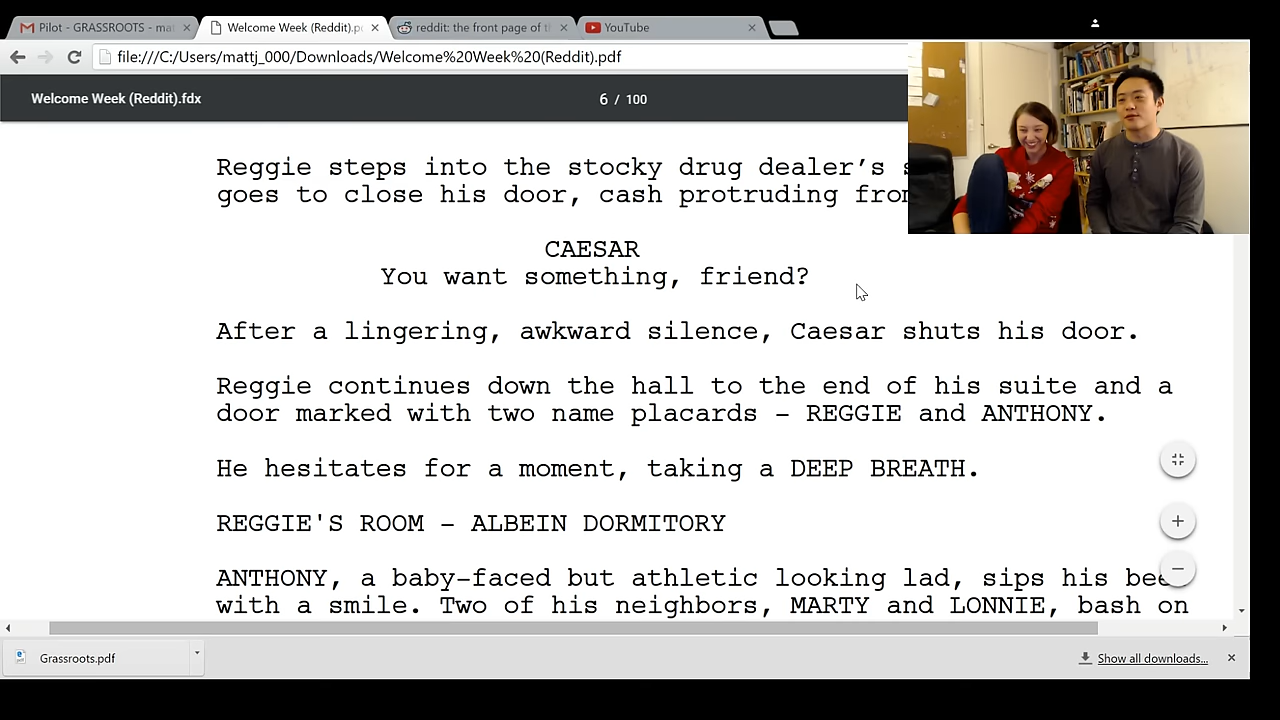 Pilot - GRASSROOTS - ma
Welcome Week (Reddit).p
reddit: the front page of t
YouTube
file:///C:/Users/mattj_000/Downloads/Welcome%20Week%20(Reddit).pdf
Welcome Week (Reddit).fdx
6 / 100
Reggie steps into the stocky drug dealer’s
goes to close his door, cash protruding from
CAESAR
You want something, friend?
After a lingering, awkward silence, Caesar shuts his door.
Reggie continues down the hall to the end of his suite and a
door marked with two name placards – REGGIE and ANTHONY.
He hesitates for a moment, taking a DEEP BREATH.
REGGIE'S ROOM – ALBEIN DORMITORY
ANTHONY, a baby–faced but athletic looking lad, sips his bee
with a smile. Two of his neighbors, MARTY and LONNIE, bash on
Grassroots.pdf
Show all downloads...